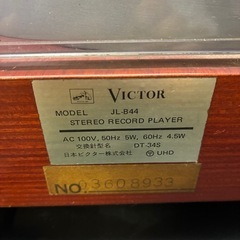 VICTOR
MODEL JL-B44
STEREO RECORD PLAYER
AC 100V, 50Hz 5W, 60Hz 4.5W
交換針型名 DT-34S
日本ビクター株式会社 UHD
NO. 13608933